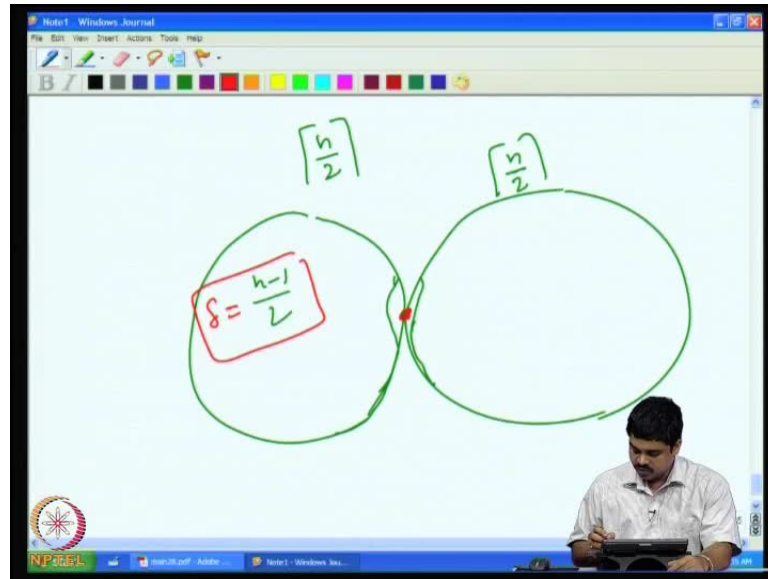 Note1 - Windows Journal
File Edit View Insert Actions Tools Help
B I
⌈n/2⌉ ⌈n/2⌉
δ = n-1/2
NPTEL
main28.pdf - Adobe ... Note1 - Windows Jou...